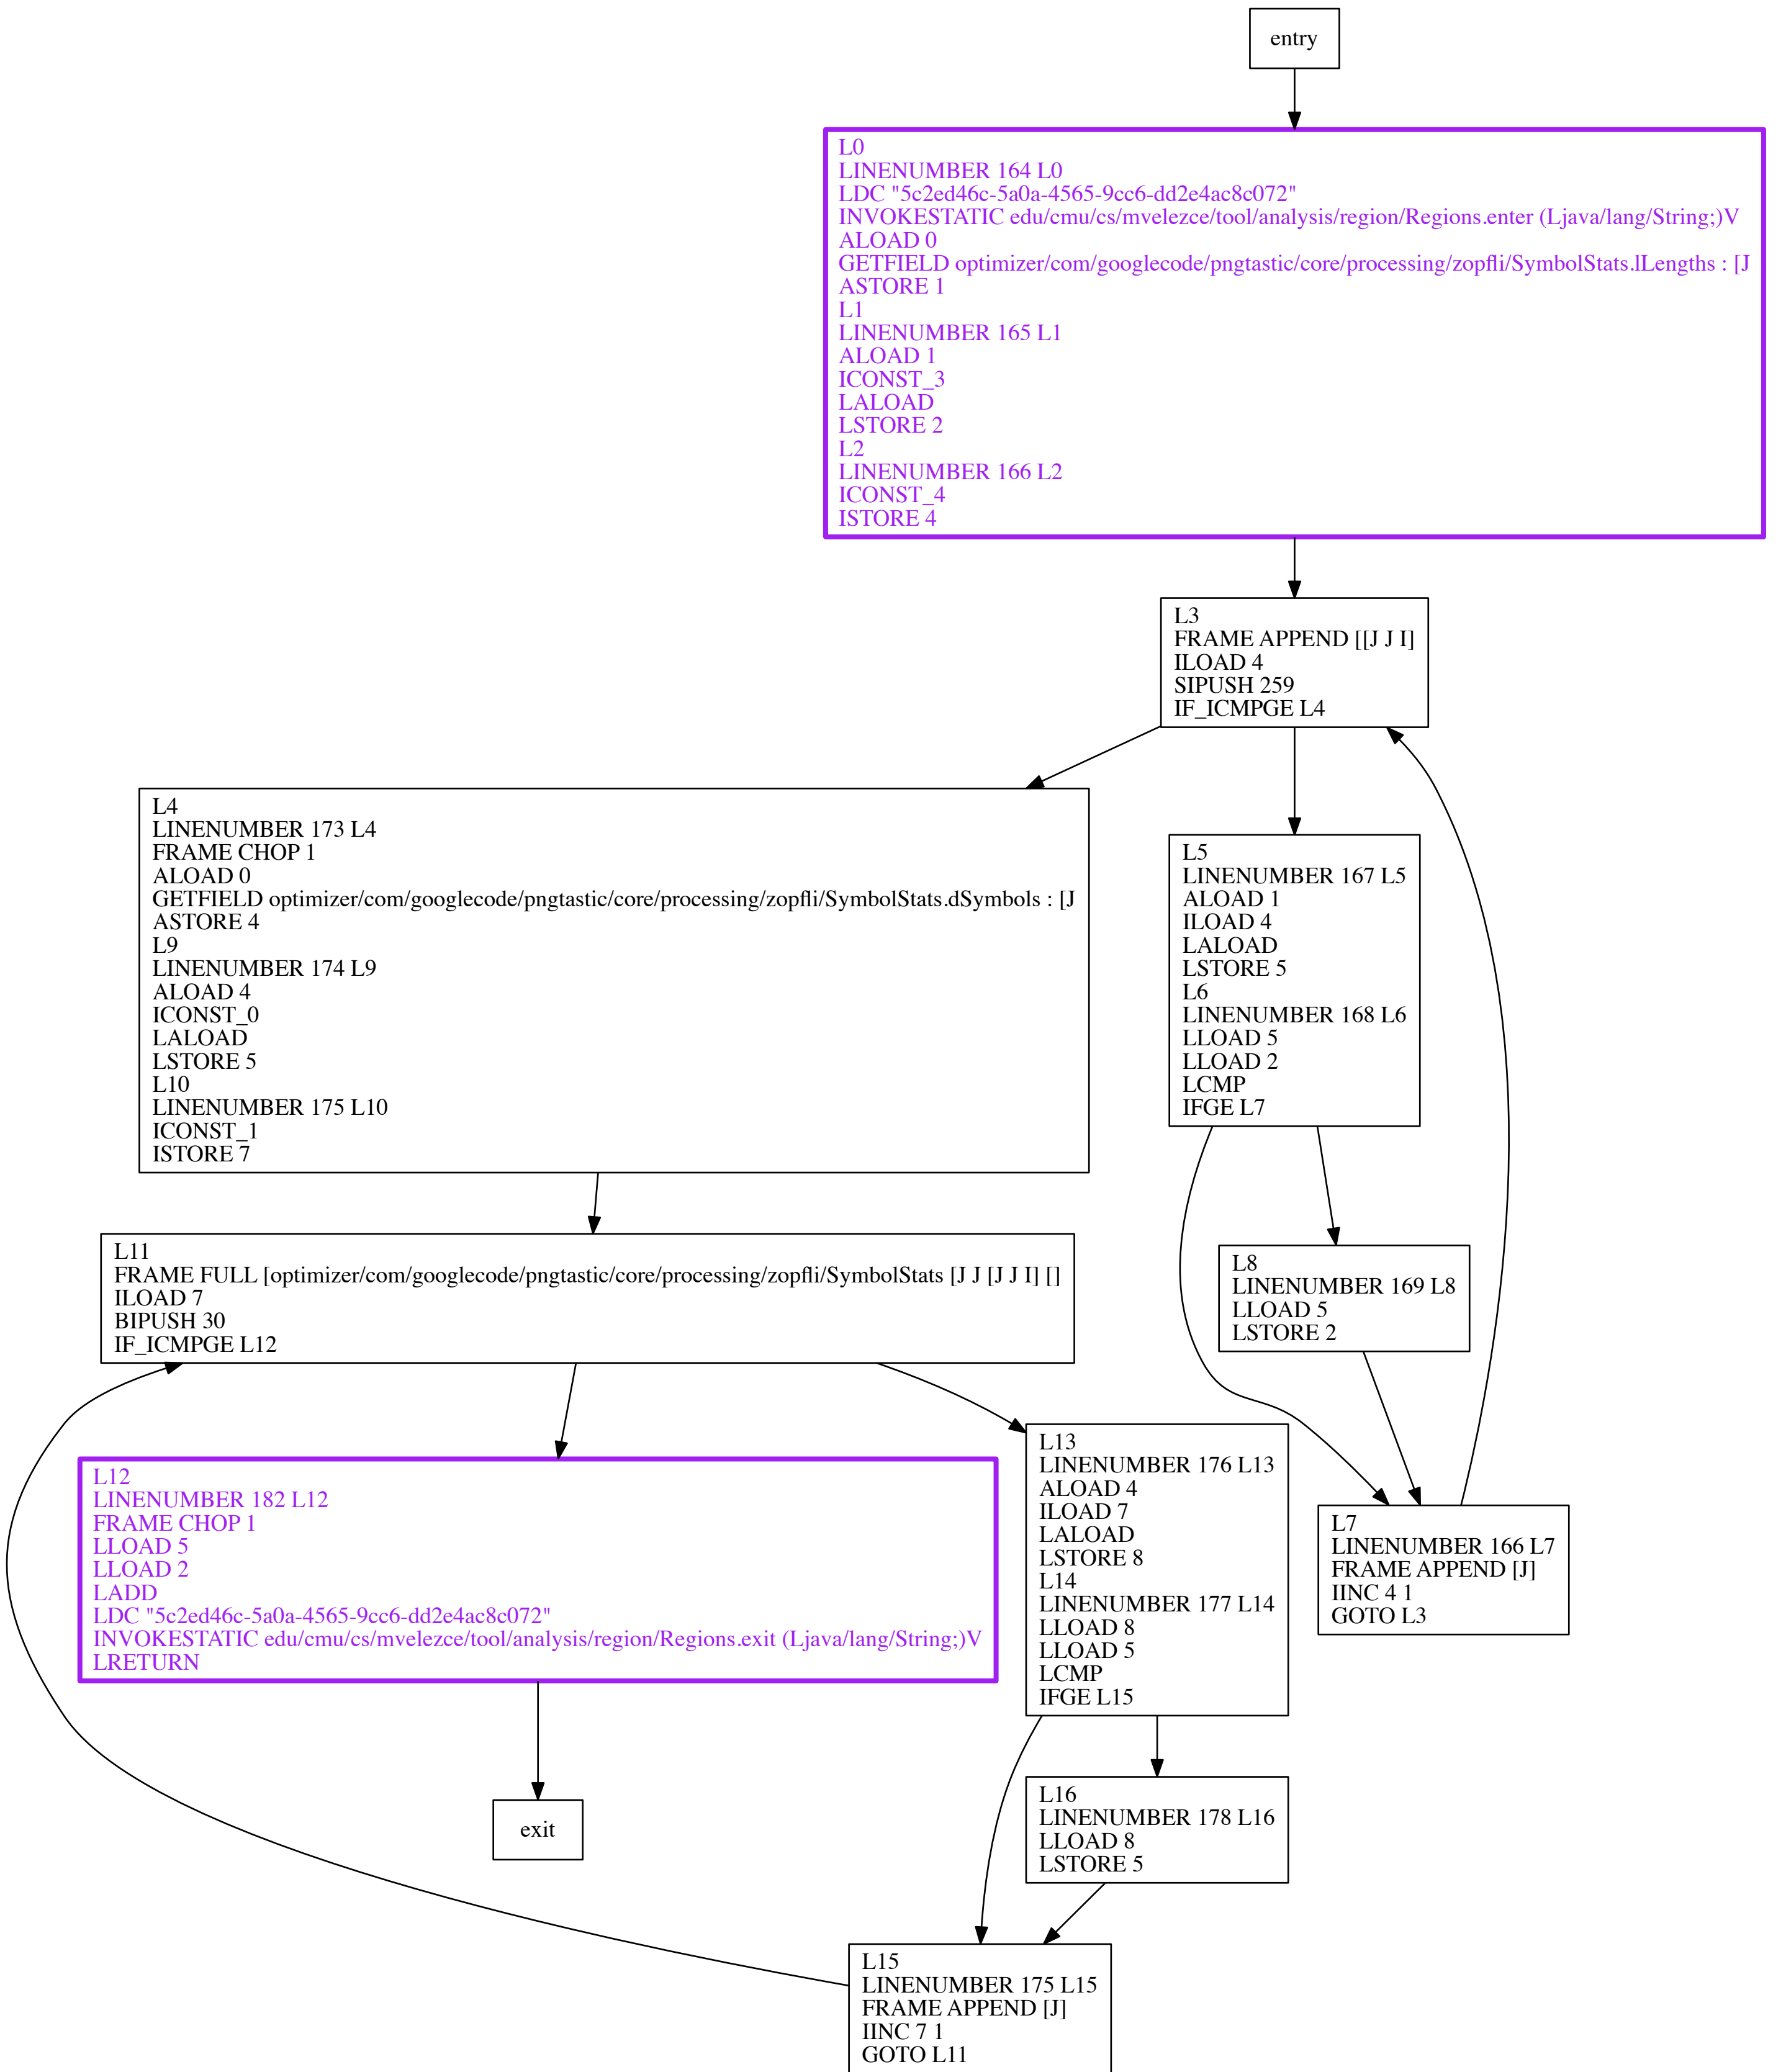 entry
L0
LINENUMBER 164 L0
LDC "5c2ed46c-5a0a-4565-9cc6-dd2e4ac8c072"
INVOKESTATIC edu/cmu/cs/mvelezce/tool/analysis/region/Regions.enter (Ljava/lang/String;)V
ALOAD 0
GETFIELD optimizer/com/googlecode/pngtastic/core/processing/zopfli/SymbolStats.lLengths : [J
ASTORE 1
L1
LINENUMBER 165 L1
ALOAD 1
ICONST_3
LALOAD
LSTORE 2
L2
LINENUMBER 166 L2
ICONST_4
ISTORE 4
L3
FRAME APPEND [[J J I]
ILOAD 4
SIPUSH 259
IF_ICMPGE L4
L4
LINENUMBER 173 L4
FRAME CHOP 1
ALOAD 0
GETFIELD optimizer/com/googlecode/pngtastic/core/processing/zopfli/SymbolStats.dSymbols : [J
ASTORE 4
L9
LINENUMBER 174 L9
ALOAD 4
ICONST_0
LALOAD
LSTORE 5
L10
LINENUMBER 175 L10
ICONST_1
ISTORE 7
L5
LINENUMBER 167 L5
ALOAD 1
ILOAD 4
LALOAD
LSTORE 5
L6
LINENUMBER 168 L6
LLOAD 5
LLOAD 2
LCMP
IFGE L7
L11
FRAME FULL [optimizer/com/googlecode/pngtastic/core/processing/zopfli/SymbolStats [J J [J J I] []
ILOAD 7
BIPUSH 30
IF_ICMPGE L12
L8
LINENUMBER 169 L8
LLOAD 5
LSTORE 2
L12
LINENUMBER 182 L12
FRAME CHOP 1
LLOAD 5
LLOAD 2
LADD
LDC "5c2ed46c-5a0a-4565-9cc6-dd2e4ac8c072"
INVOKESTATIC edu/cmu/cs/mvelezce/tool/analysis/region/Regions.exit (Ljava/lang/String;)V
LRETURN
L13
LINENUMBER 176 L13
ALOAD 4
ILOAD 7
LALOAD
LSTORE 8
L14
LINENUMBER 177 L14
LLOAD 8
LLOAD 5
LCMP
IFGE L15
L7
LINENUMBER 166 L7
FRAME APPEND [J]
IINC 4 1
GOTO L3
exit
L16
LINENUMBER 178 L16
LLOAD 8
LSTORE 5
L15
LINENUMBER 175 L15
FRAME APPEND [J]
IINC 7 1
GOTO L11